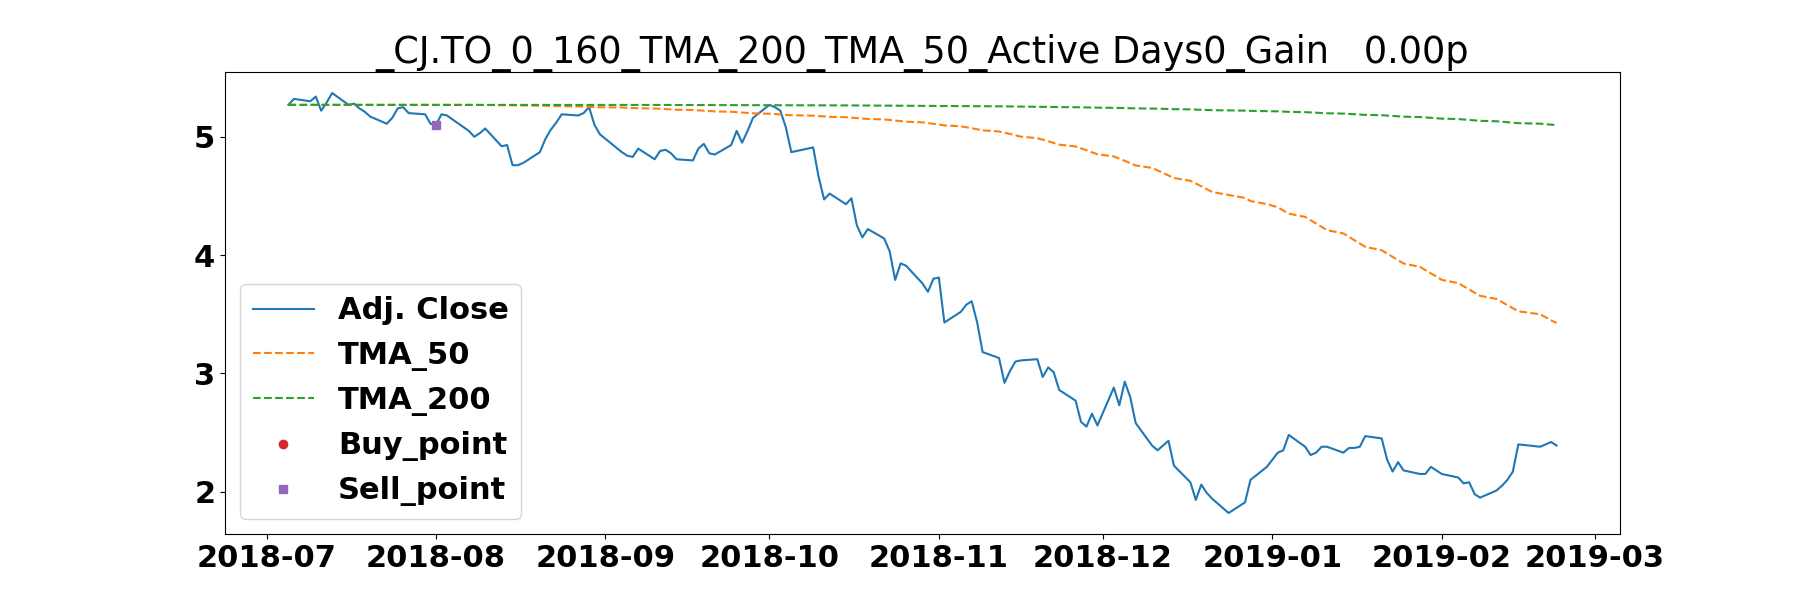 _CJ.TO_0_160_TMA_200_TMA_50_Active Days0_Gain   0.00p
5
4
3
2
Adj. Close
TMA_50
TMA_200
Buy_point
Sell_point
2018-07 2018-08 2018-09 2018-10 2018-11 2018-12 2019-01 2019-02 2019-03